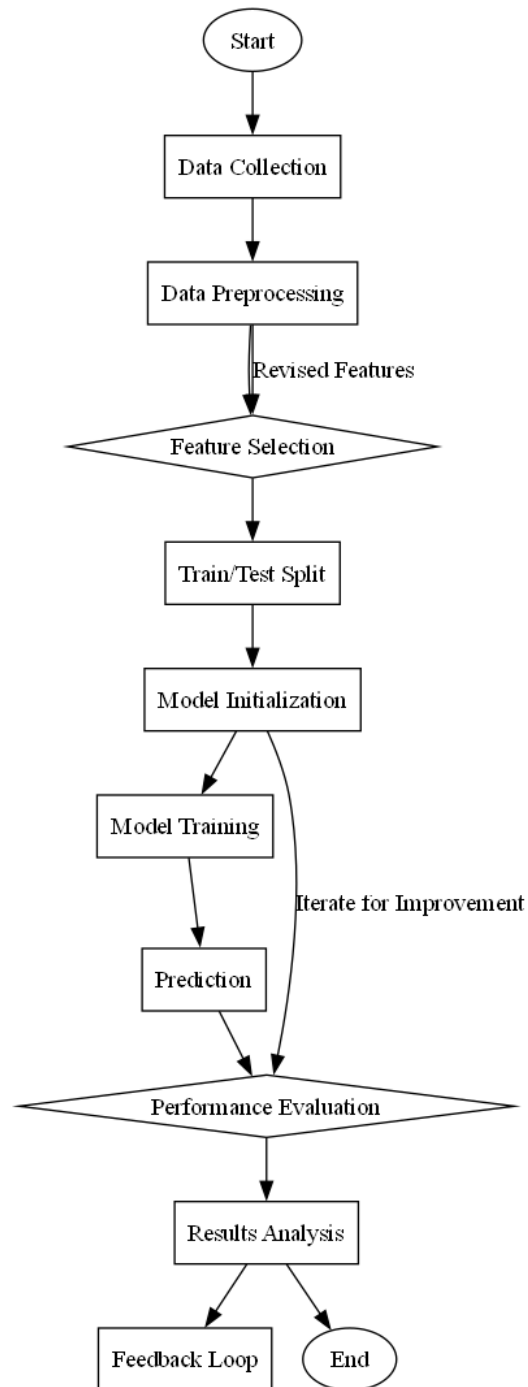 Start
Data Collection
Data Preprocessing
Revised Features
Feature Selection
Train/Test Split
Model Initialization
Model Training
Iterate for Improvement
Prediction
Performance Evaluation
Results Analysis
Feedback Loop
End